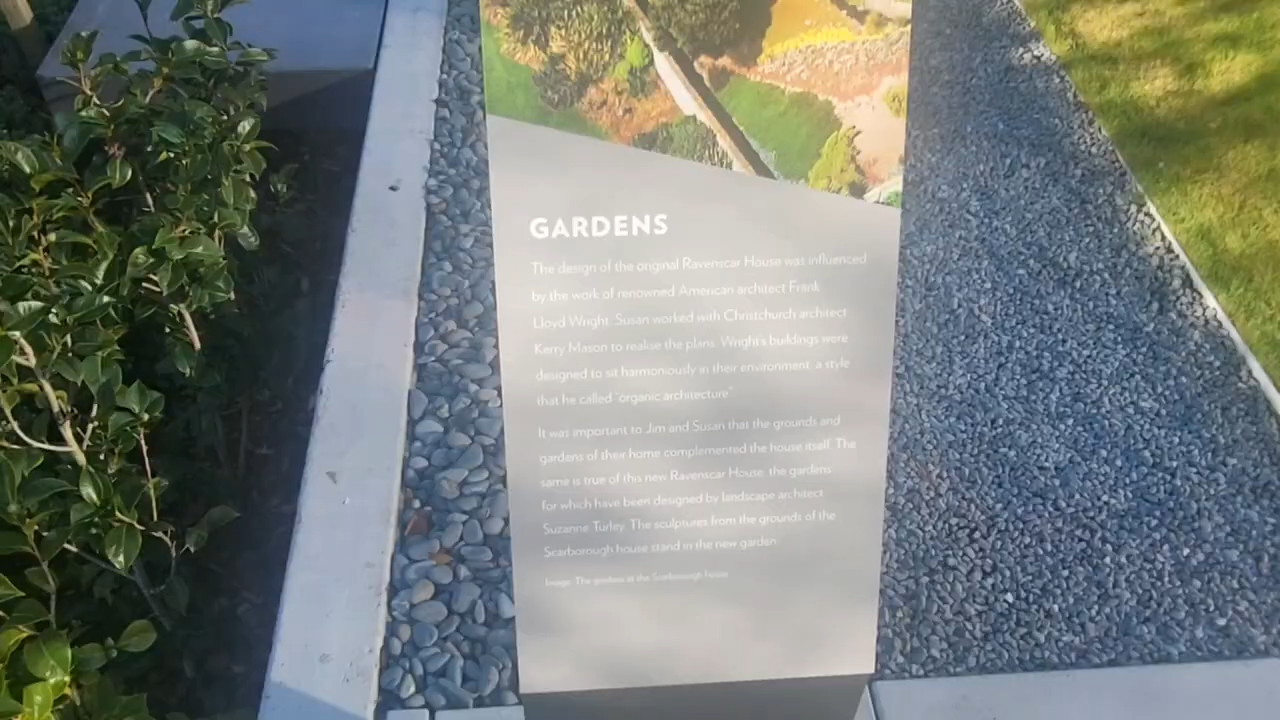 GARDENS
The design of the original Ravenscar House was influenced
by the work of renowned American architect Frank
Lloyd Wright. Susan worked with Christchurch architect
Kerry Mason to realise the plans. Wright's buildings were
designed to sit harmoniously in their environment, a style
that he called "organic architecture"
It was important to Jim and Susan that the grounds and
gardens of their home complemented the house itself. The
same is true of this new Ravenscar House, the gardens
for which have been designed by landscape architect
Suzanne Turley. The sculptures from the grounds of the
Scarborough house stand in the new garden.
Image: The gardens at the Scarborough house